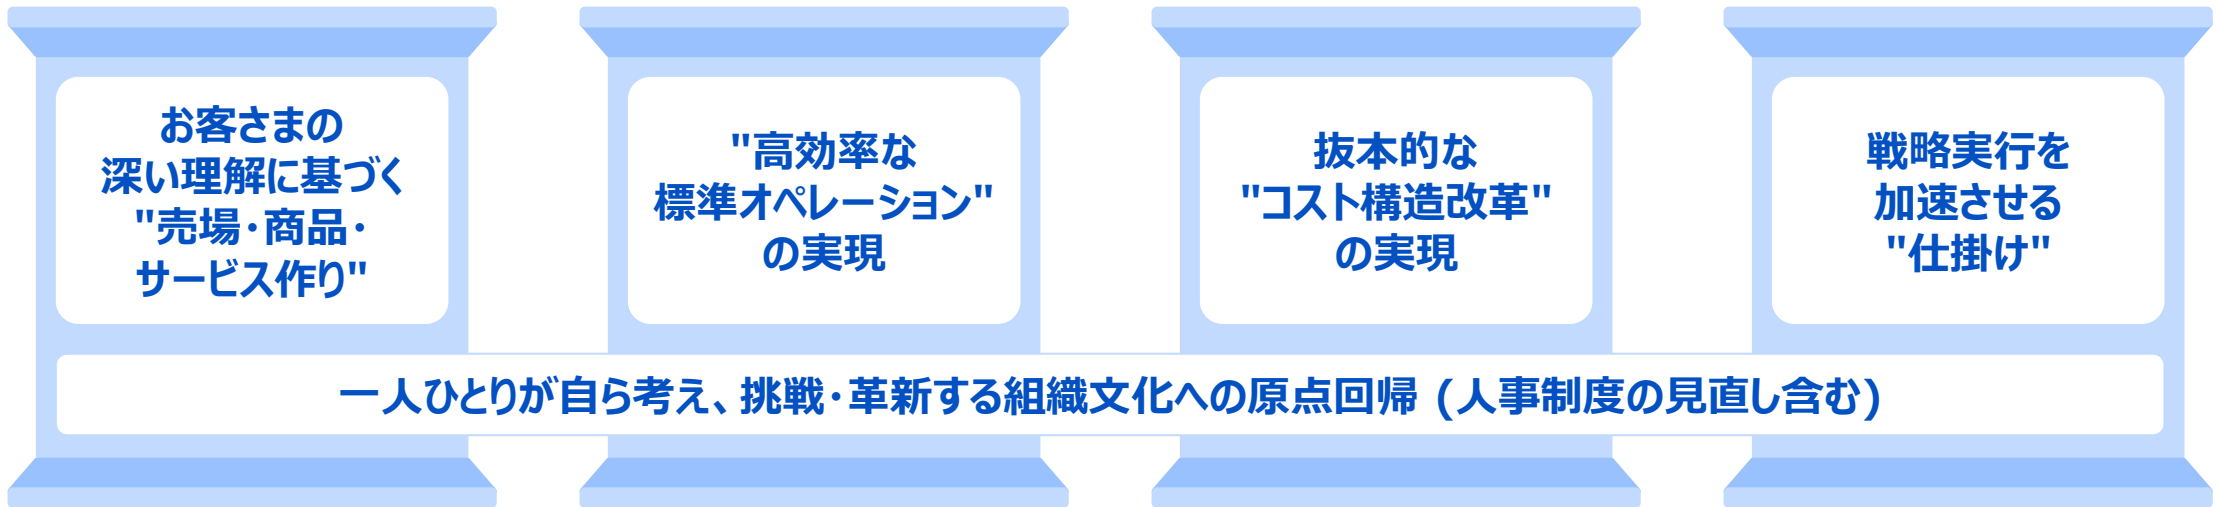 お客さまの
深い理解に基づく
"売場・商品・
サービス作り"
"高効率な
標準オペレーション"
の実現
抜本的な
"コスト構造改革"
の実現
戦略実行を
加速させる
"仕掛け"
一人ひとりが自ら考え、挑戦・革新する組織文化への原点回帰 (人事制度の見直し含む)